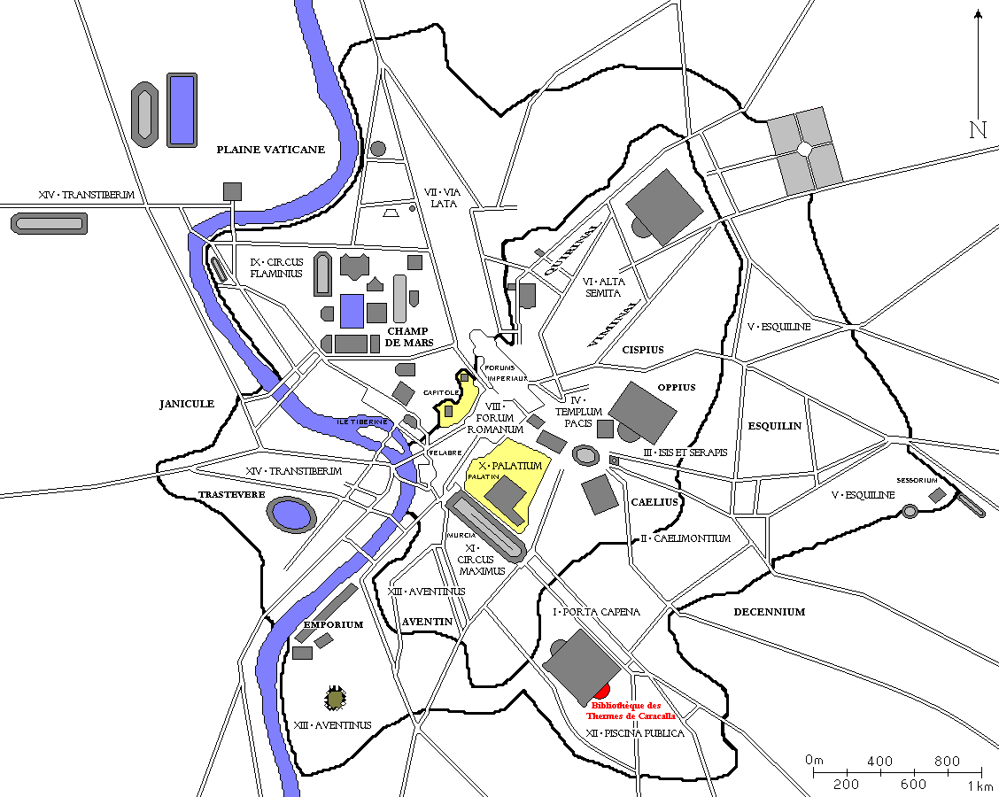 N
PLAINE VATICANE
XIV · TRANSTIBERIM
VII · VIA
LATA
QUIRINAL
IX · CIRCUS
FLAMINIUS
VI · ALTA
SEMITA
VIMINAL
V · ESQUILINE
CHAMP
DE MARS
CISPIUS
FORUMS
IMPERIAUX
CAPITOLE
OPPIUS
JANICULE
VIII ·
FORUM
ROMANUM
IV ·
TEMPLUM
PACIS
ILE TIBERINE
ESQUILIN
VELABRE
III · ISIS ET SERAPIS
XIV · TRANSTIBERIM
X · PALATIUM
PALATIN
SESSORIUM
TRASTEVERE
V · ESQUILINE
CAELIUS
MURCIA
II · CAELIMONTIUM
XI ·
CIRCUS
MAXIMUS
XIII · AVENTINUS
I · PORTA CAPENA
DECENNIUM
AVENTIN
EMPORIUM
Bibliothèque des
Thermes de Caracalla
XIII · AVENTINUS
XII · PISCINA PUBLICA
0m 400 800
200 600 1km